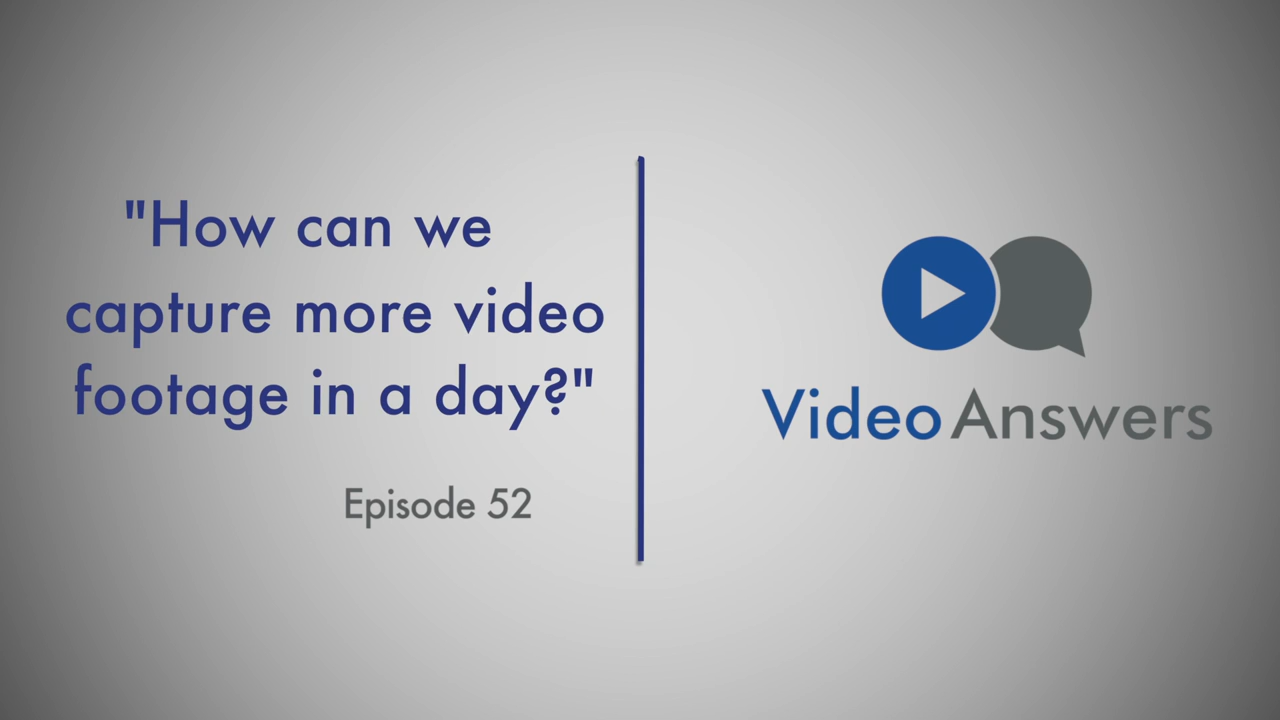 "How can we
capture more video
footage in a day?"
Episode 52
Video Answers